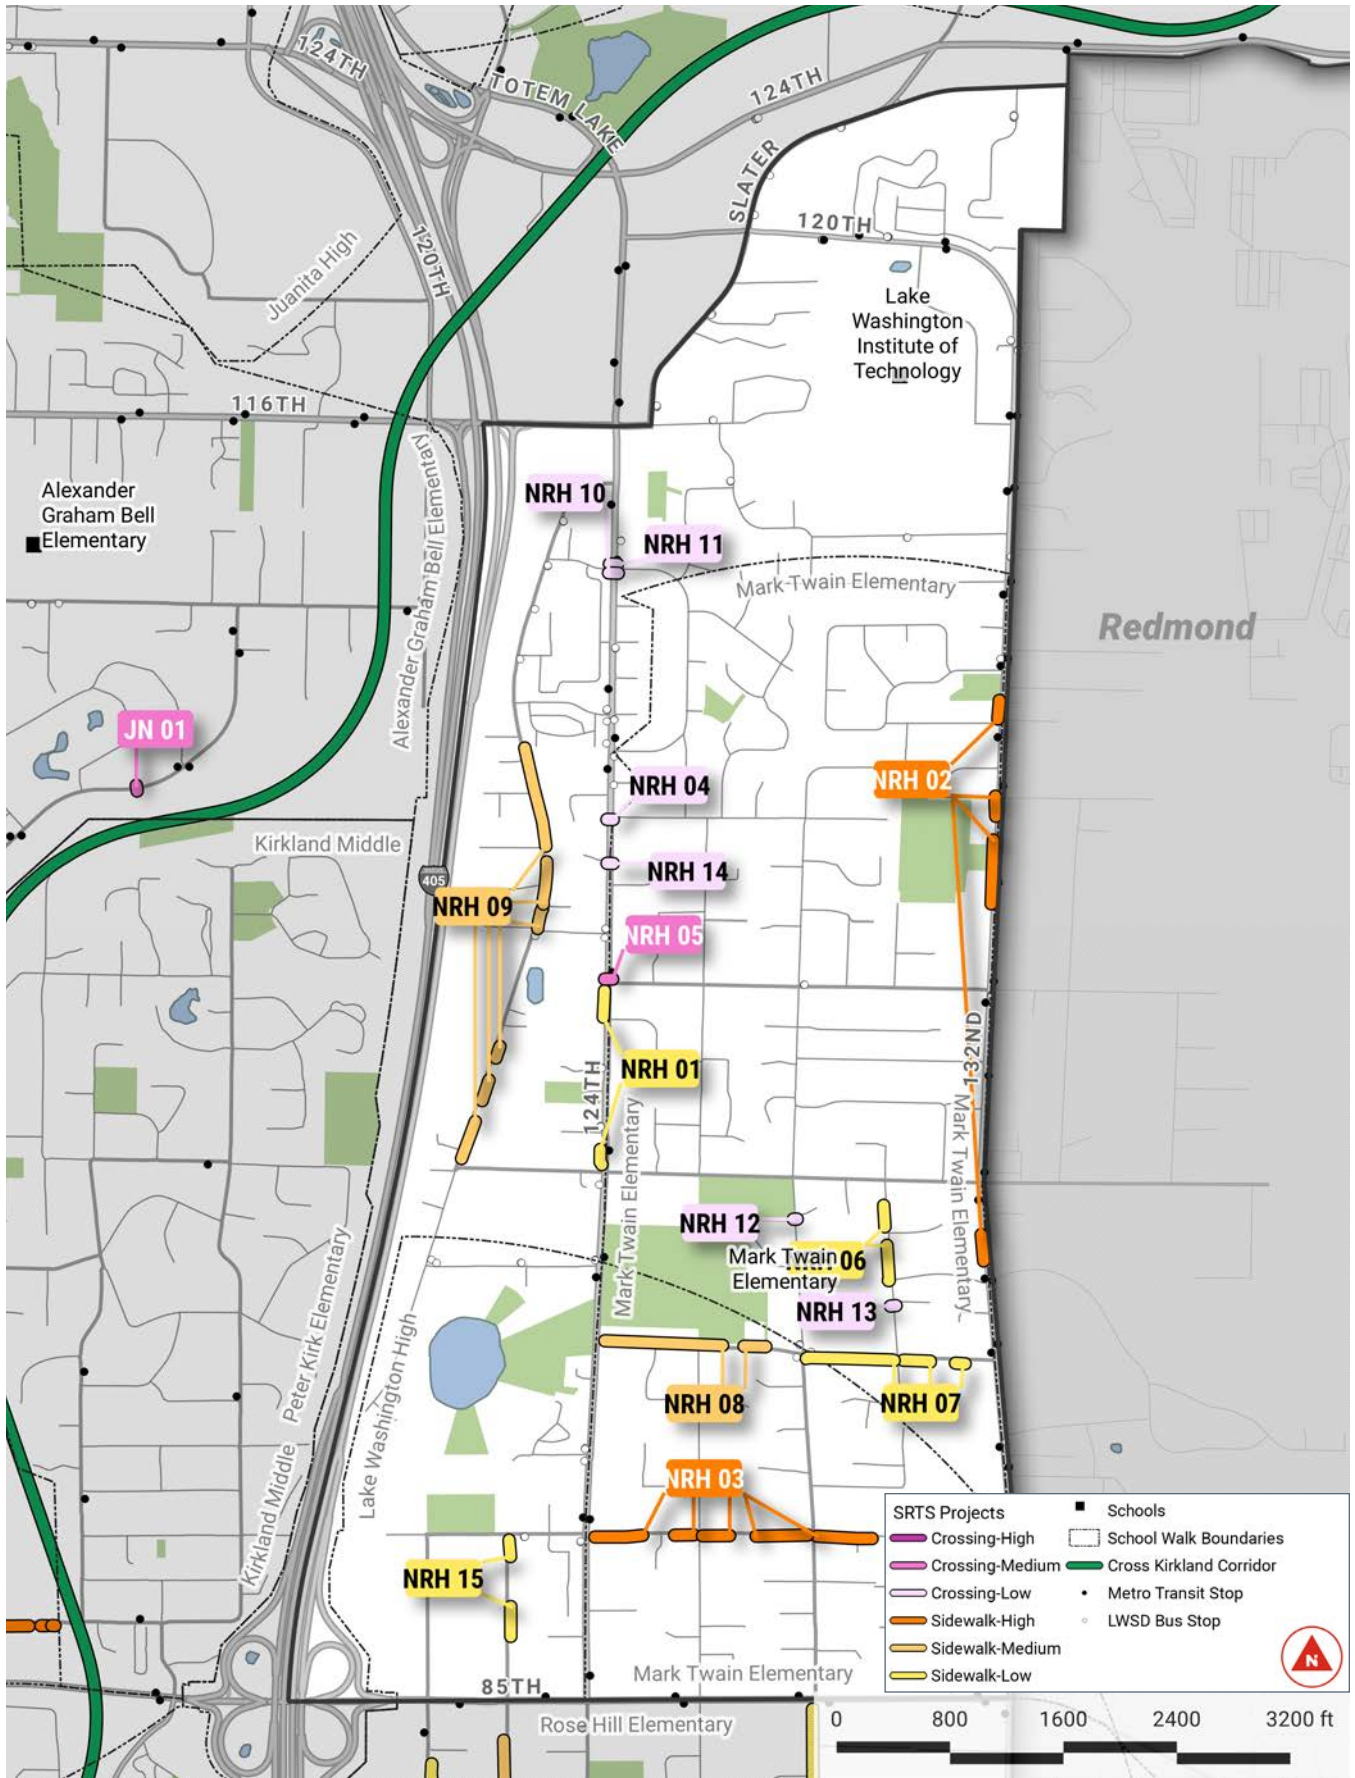 124TH
TOTEM LAKE
124TH
SLATER
120TH
120TH
Juanita High
Lake
Washington
Institute of
Technology
116TH
Alexander Graham Bell Elementary
Alexander
Graham Bell
Elementary
NRH 10
NRH 11
Mark Twain Elementary
Redmond
Alexander Graham Bell Elementary
JN 01
NRH 02
NRH 04
Kirkland Middle
NRH 14
405
NRH 09
NRH 05
132ND
NRH 01
124TH
Mark Twain Elementary
Mark Twain Elementary
NRH 12
Mark Twain
Elementary
06
NRH 13
Peter Kirk Elementary
Lake Washington High
NRH 08
NRH 07
Kirkland Middle
NRH 03
NRH 15
85TH
Mark Twain Elementary
Rose Hill Elementary
SRTS Projects
Crossing-High
Crossing-Medium
Crossing-Low
Sidewalk-High
Sidewalk-Medium
Sidewalk-Low
Schools
School Walk Boundaries
Cross Kirkland Corridor
Metro Transit Stop
LWSD Bus Stop
N
0 800 1600 2400 3200 ft